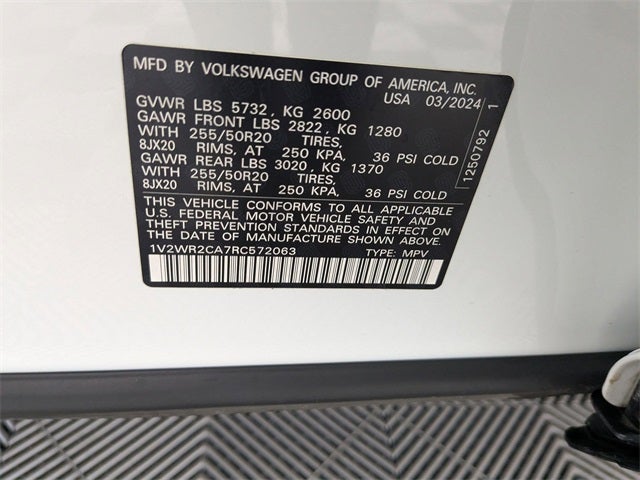 MFD BY VOLKSWAGEN GROUP OF AMERICA, INC.
USA 03/2024
GVWR LBS 5732, KG 2600
GAWR FRONT LBS 2822, KG 1280
WITH 255/50R20 TIRES,
8JX20 RIMS, AT 250 KPA, 36 PSI COLD
GAWR REAR LBS 3020, KG 1370
WITH 255/50R20 TIRES,
8JX20 RIMS, AT 250 KPA, 36 PSI COLD
THIS VEHICLE CONFORMS TO ALL APPLICABLE
U.S. FEDERAL MOTOR VEHICLE SAFETY AND
THEFT PREVENTION STANDARDS IN EFFECT ON
THE DATE OF MANUFACTURE SHOWN ABOVE.
1V2WR2CA7RC572063 TYPE: MPV
1250792 1